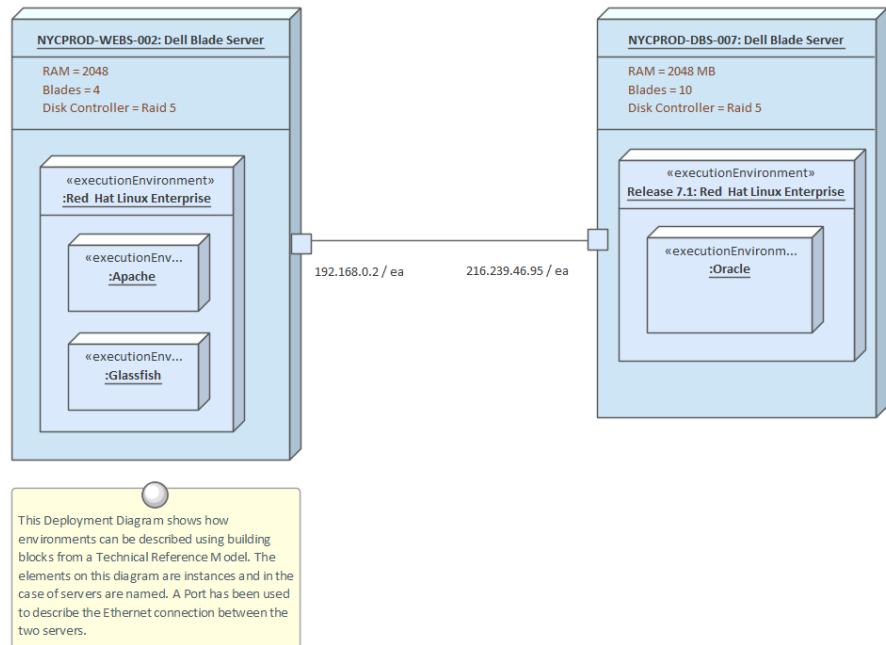 NYCPROD-WEBS-002: Dell Blade Server
RAM = 2048
Blades = 4
Disk Controller = Raid 5
«executionEnvironment»
:Red Hat Linux Enterprise
«executionEnv...
:Apache
«executionEnv...
:Glassfish
192.168.0.2 / ea
216.239.46.95 / ea
NYCPROD-DBS-007: Dell Blade Server
RAM = 2048 MB
Blades = 10
Disk Controller = Raid 5
«executionEnvironment»
Release 7.1: Red Hat Linux Enterprise
«executionEnvironm...
:Oracle
This Deployment Diagram shows how
environments can be described using building
blocks from a Technical Reference Model. The
elements on this diagram are instances and in the
case of servers are named. A Port has been used
to describe the Ethernet connection between the
two servers.